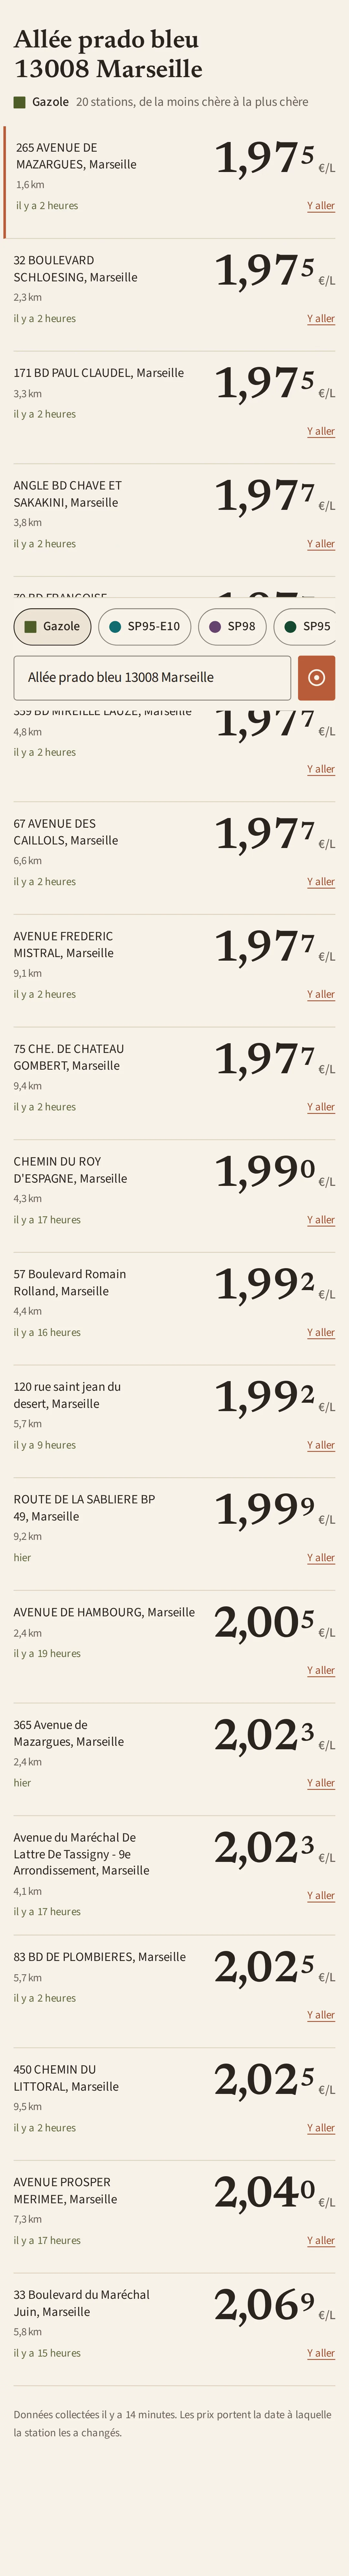 Allée prado bleu
13008 Marseille
Gazole 20 stations, de la moins chère à la plus chère
265 AVENUE DE
MAZARGUES, Marseille
1,975 €/L
1,6 km
il y a 2 heures
Y aller
32 BOULEVARD
SCHLOESING, Marseille
1,975 €/L
2,3 km
il y a 2 heures
Y aller
171 BD PAUL CLAUDEL, Marseille
1,975 €/L
3,3 km
il y a 2 heures
Y aller
ANGLE BD CHAVE ET
SAKAKINI, Marseille
1,977 €/L
3,8 km
il y a 2 heures
Y aller
Gazole SP95-E10 SP98 SP95
Allée prado bleu 13008 Marseille
359 BD MIREILLE LAUZE, Marseille
1,977 €/L
4,8 km
il y a 2 heures
Y aller
67 AVENUE DES
CAILLOLS, Marseille
1,977 €/L
6,6 km
il y a 2 heures
Y aller
AVENUE FREDERIC
MISTRAL, Marseille
1,977 €/L
9,1 km
il y a 2 heures
Y aller
75 CHE. DE CHATEAU
GOMBERT, Marseille
1,977 €/L
9,4 km
il y a 2 heures
Y aller
CHEMIN DU ROY
D'ESPAGNE, Marseille
1,990 €/L
4,3 km
il y a 17 heures
Y aller
57 Boulevard Romain
Rolland, Marseille
1,992 €/L
4,4 km
il y a 16 heures
Y aller
120 rue saint jean du
desert, Marseille
1,992 €/L
5,7 km
il y a 9 heures
Y aller
ROUTE DE LA SABLIERE BP
49, Marseille
1,999 €/L
9,2 km
hier
Y aller
AVENUE DE HAMBOURG, Marseille
2,005 €/L
2,4 km
il y a 19 heures
Y aller
365 Avenue de
Mazargues, Marseille
2,023 €/L
2,4 km
hier
Y aller
Avenue du Maréchal De
Lattre De Tassigny - 9e
Arrondissement, Marseille
2,023 €/L
4,1 km
il y a 17 heures
Y aller
83 BD DE PLOMBIERES, Marseille
2,025 €/L
5,7 km
il y a 2 heures
Y aller
450 CHEMIN DU
LITTORAL, Marseille
2,025 €/L
9,5 km
il y a 2 heures
Y aller
AVENUE PROSPER
MERIMEE, Marseille
2,040 €/L
7,3 km
il y a 17 heures
Y aller
33 Boulevard du Maréchal
Juin, Marseille
2,069 €/L
5,8 km
il y a 15 heures
Y aller
Données collectées il y a 14 minutes. Les prix portent la date à laquelle
la station les a changés.